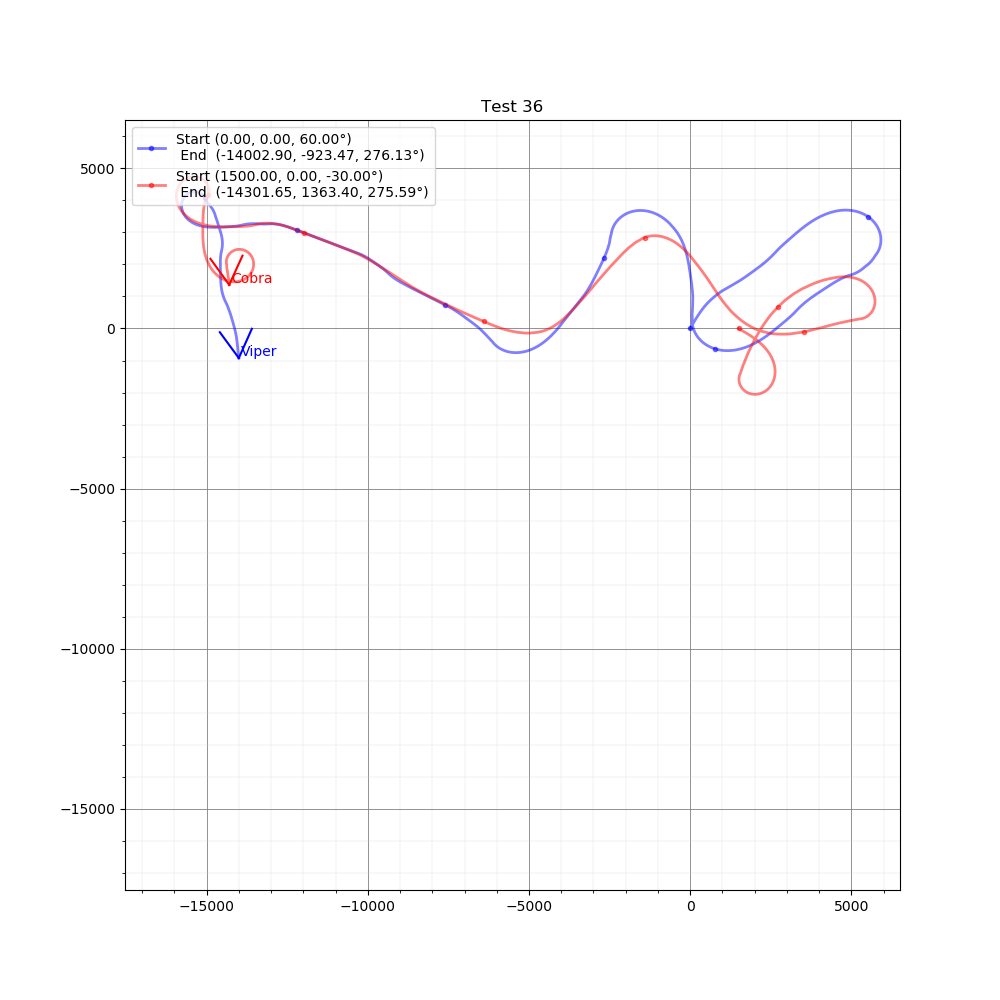 Test 36
Start (0.00, 0.00, 60.00°)
End (-14002.90, -923.47, 276.13°)
Start (1500.00, 0.00, -30.00°)
End (-14301.65, 1363.40, 275.59°)
5000
Cobra
0
Viper
−5000
−10000
−15000
−15000 −10000 −5000 0 5000